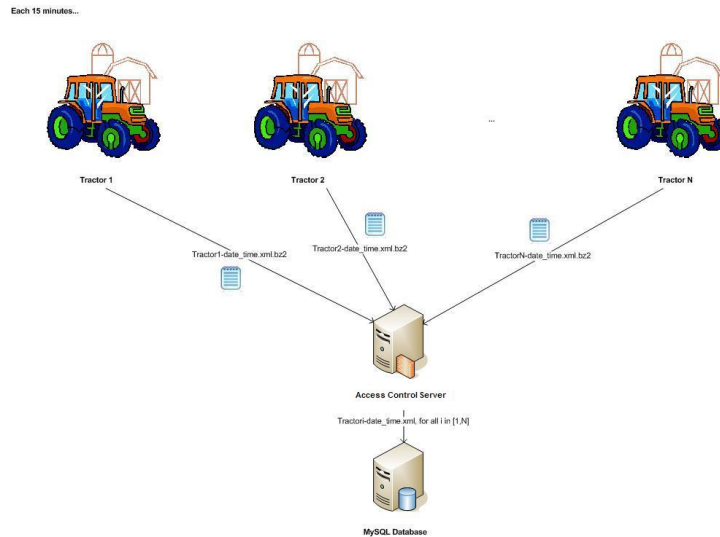 Each 15 minutes...
...
Tractor 1
Tractor 2
Tractor N
Tractor2-date_time.xml.bz2
Tractor1-date_time.xml.bz2
TractorN-date_time.xml.bz2
Access Control Server
Tractori-date_time.xml, for all i in [1,N]
MySQL Database